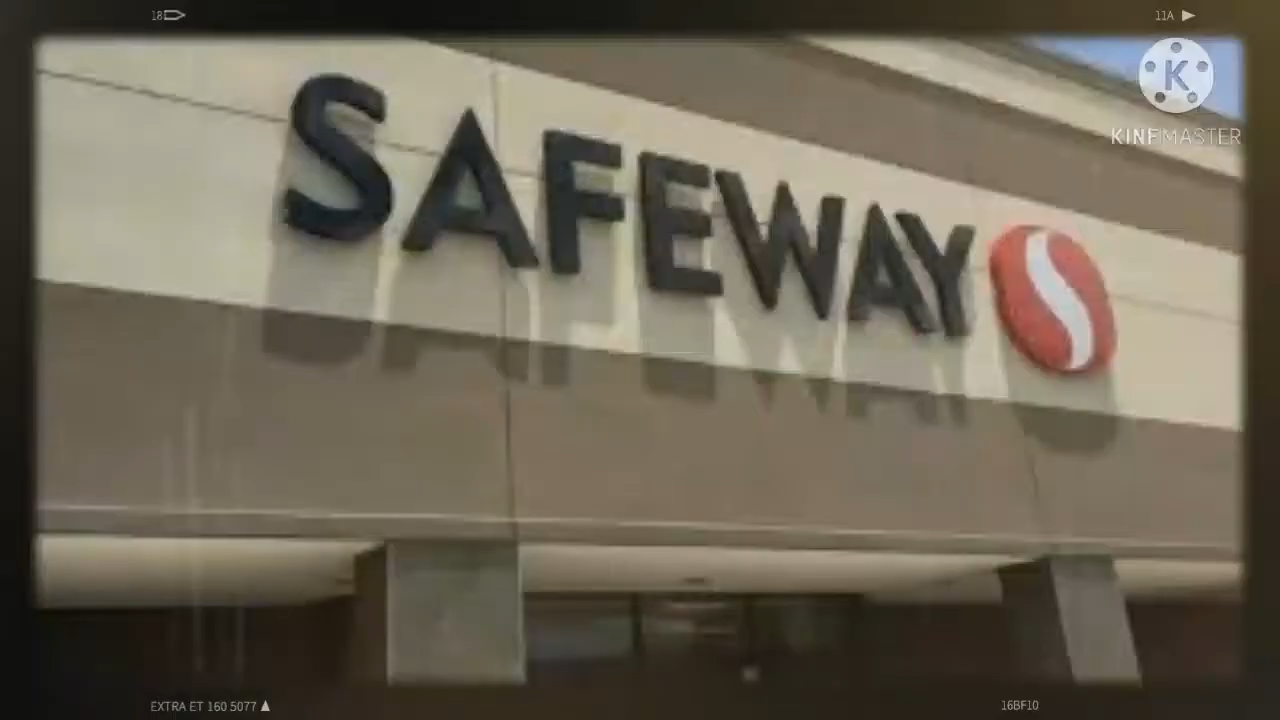 18
11A
K
KINEMASTER
SAFEWAY
EXTRA ET 160 5077
16BF10